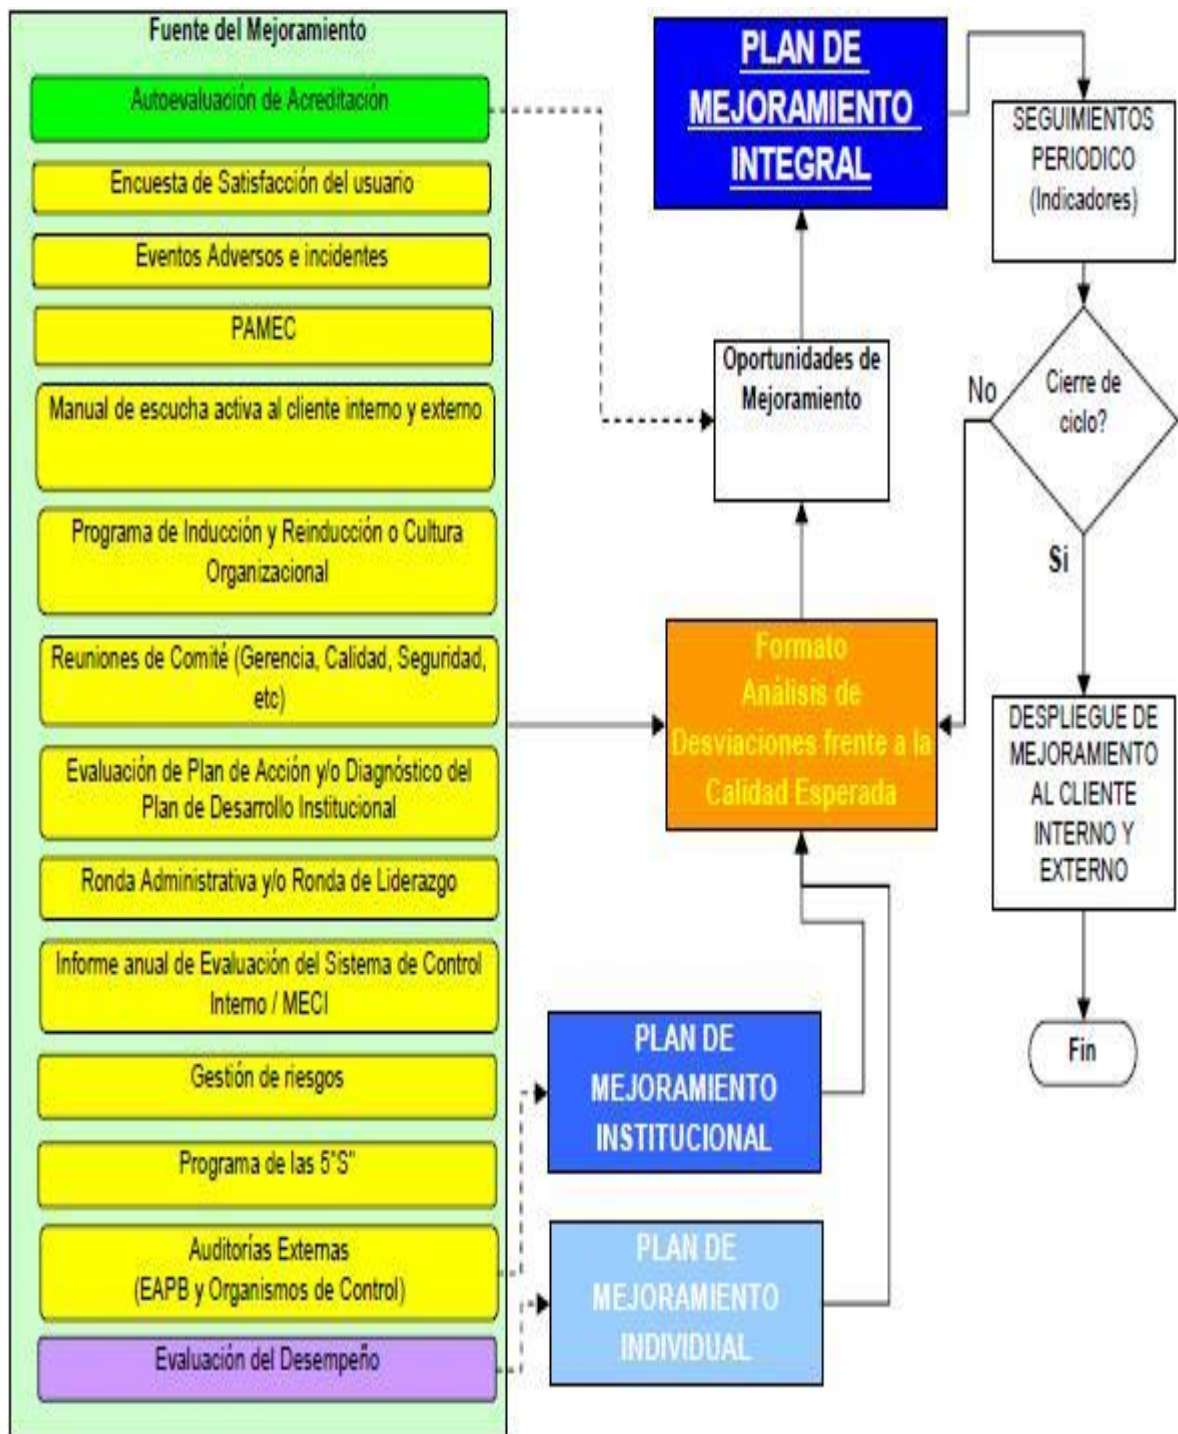 Fuente del Mejoramiento
Autoevaluación de Acreditación
Encuesta de Satisfacción del usuario
Eventos Adversos e incidentes
PAMEC
Manual de escucha activa al cliente interno y externo
Programa de Inducción y Reinducción o Cultura
Organizacional
Reuniones de Comité (Gerencia, Calidad, Seguridad,
etc)
Evaluación de Plan de Acción y/o Diagnóstico del
Plan de Desarrollo Institucional
Ronda Administrativa y/o Ronda de Liderazgo
Informe anual de Evaluación del Sistema de Control
Interno / MECI
Gestión de riesgos
Programa de las 5"S"
Auditorías Externas
(EAPB y Organismos de Control)
Evaluación del Desempeño
PLAN DE
MEJORAMIENTO
INTEGRAL
Oportunidades de
Mejoramiento
Formato
Análisis de
Desviaciones frente a la
Calidad Esperada
PLAN DE
MEJORAMIENTO
INSTITUCIONAL
PLAN DE
MEJORAMIENTO
INDIVIDUAL
SEGUIMIENTOS
PERIODICO
(Indicadores)
Cierre de
ciclo?
No
Si
DESPLIEGUE DE
MEJORAMIENTO
AL CLIENTE
INTERNO Y
EXTERNO
Fin